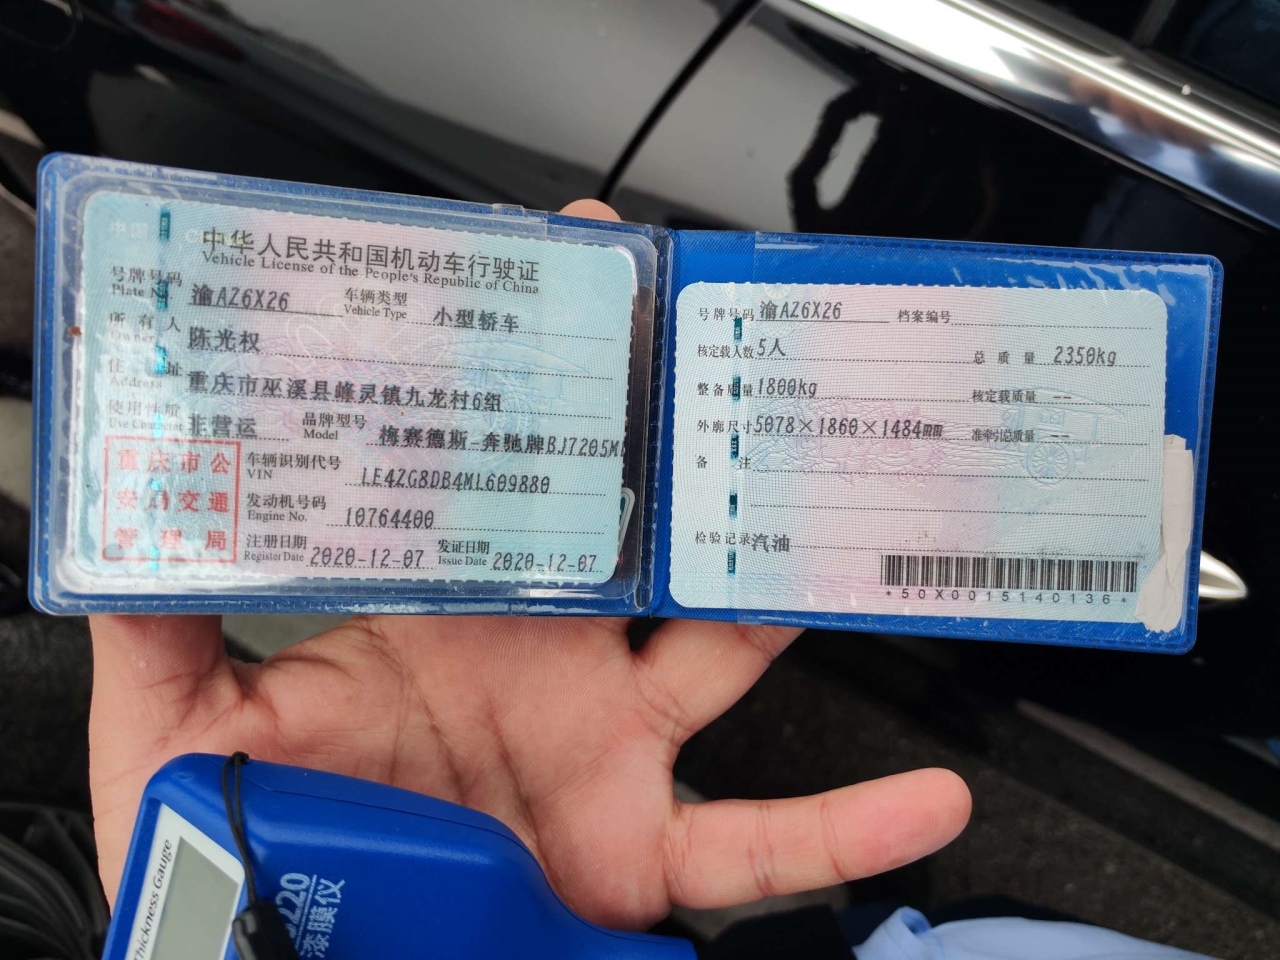 中华人民共和国机动车行驶证
Vehicle License of the People's Republic of China
号牌号码 渝AZ6X26 车辆类型 小型轿车
Plate No. Vehicle Type
所有人 陈光权
Owner
住址 重庆市巫溪县峰灵镇九龙村6组
Address
使用性质 非营运 品牌型号 梅赛德斯-奔驰牌BJ7205M
Use Character Model
重庆市公
安局交通
管理局
车辆识别代号 LE4ZG8DB4ML609880
VIN
发动机号码 10764400
Engine No.
注册日期 2020-12-07 发证日期 2020-12-07
Register Date Issue Date
号牌号码 渝AZ6X26 档案编号
核定载人数 5人 总质量 2350kg
整备质量 1800kg 核定载质量 --
外廓尺寸 5078×1860×1484mm 准牵引总质量 --
备注
检验记录 汽油
*50X0015140136*
Thickness Gauge
220
漆膜仪